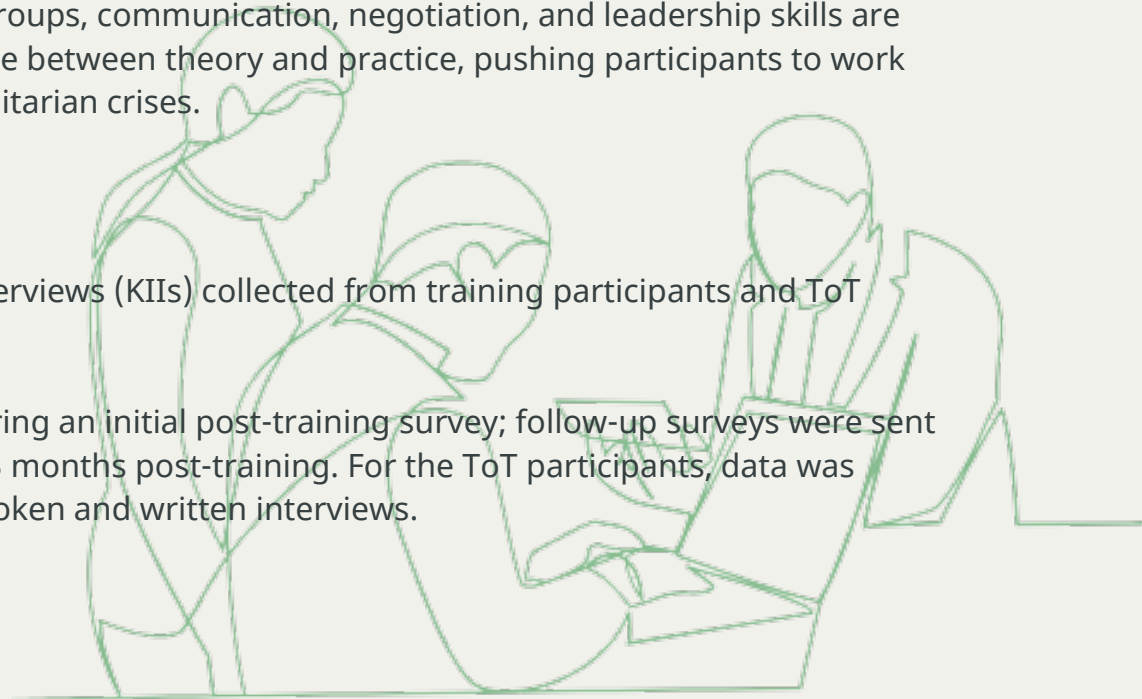 roups, communication, negotiation, and leadership skills are
e between theory and practice, pushing participants to work
itarian crises.
erviews (KIIs) collected from training participants and ToT
ring an initial post-training survey; follow-up surveys were sent
months post-training. For the ToT participants, data was
oken and written interviews.